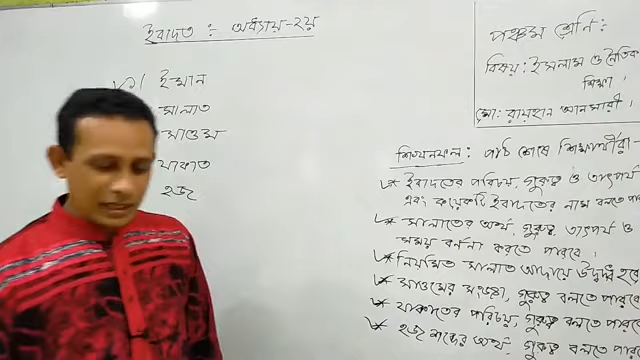 ইবাদত : অধ্যায়-২য়
১। ইমান
সালাত
সাওম
যাকাত
হজ্জ
পঞ্চম শ্রেণি:
বিষয়: ইসলাম ও নৈতিক
শিক্ষা।
মো: রায়হান আনসারী।
শিখনফল: পাঠ শেষে শিক্ষার্থীরা-
* ইবাদতের পরিচয়, গুরুত্ব ও তাৎপর্য
এবং কয়েকটি ইবাদতের নাম বলতে পার
* সালাতের অর্থ, গুরুত্ব, তাৎপর্য ও
সময় বর্ণনা করতে পারবে।
* নিয়মিত সালাত আদায়ে উদ্বুদ্ধ হবে
* সাওমের সংজ্ঞা, গুরুত্ব বলতে পারবে
* যাকাতের পরিচয়, গুরুত্ব বলতে পারবে
* হজ্জ শব্দের অর্থ গুরুত্ব বলতে পারবে